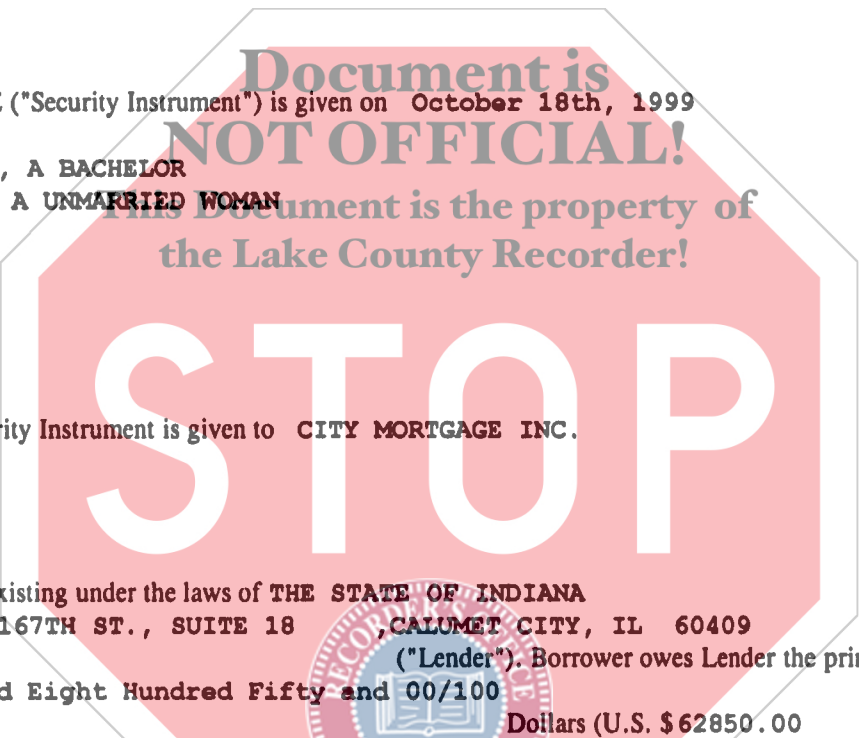 Document is
("Security Instrument") is given on October 18th, 1999
NOT OFFICIAL!
, A BACHELOR
A UNMARRIED WOMAN
This Document is the property of
the Lake County Recorder!
STOP
rity Instrument is given to CITY MORTGAGE INC.
xisting under the laws of THE STATE OF INDIANA
167TH ST., SUITE 18 ,CALUMET CITY, IL 60409
("Lender"). Borrower owes Lender the prin
d Eight Hundred Fifty and 00/100
RECORDER'S OFFICE
Dollars (U.S. $62850.00